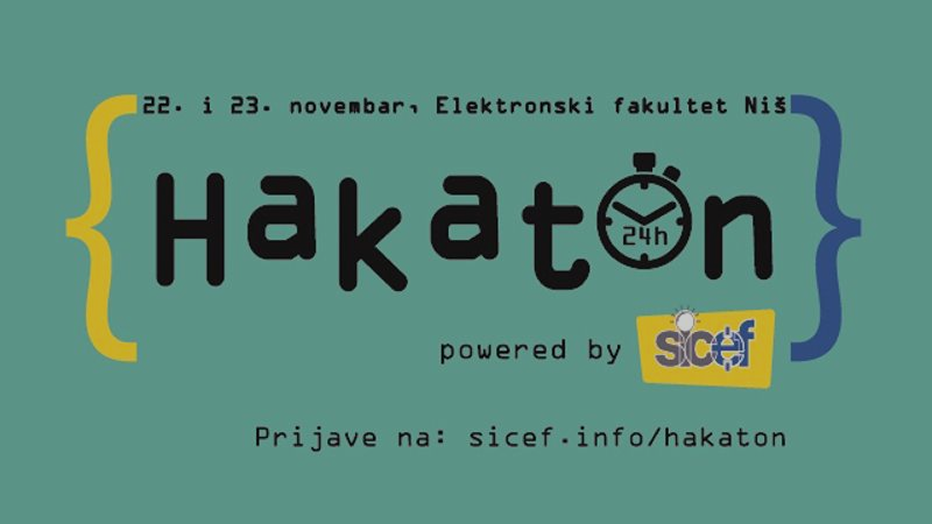 22. i 23. novembar, Elektronski fakultet Niš
Hakaton
24h
powered by sicef
Prijave na: sicef.info/hakaton